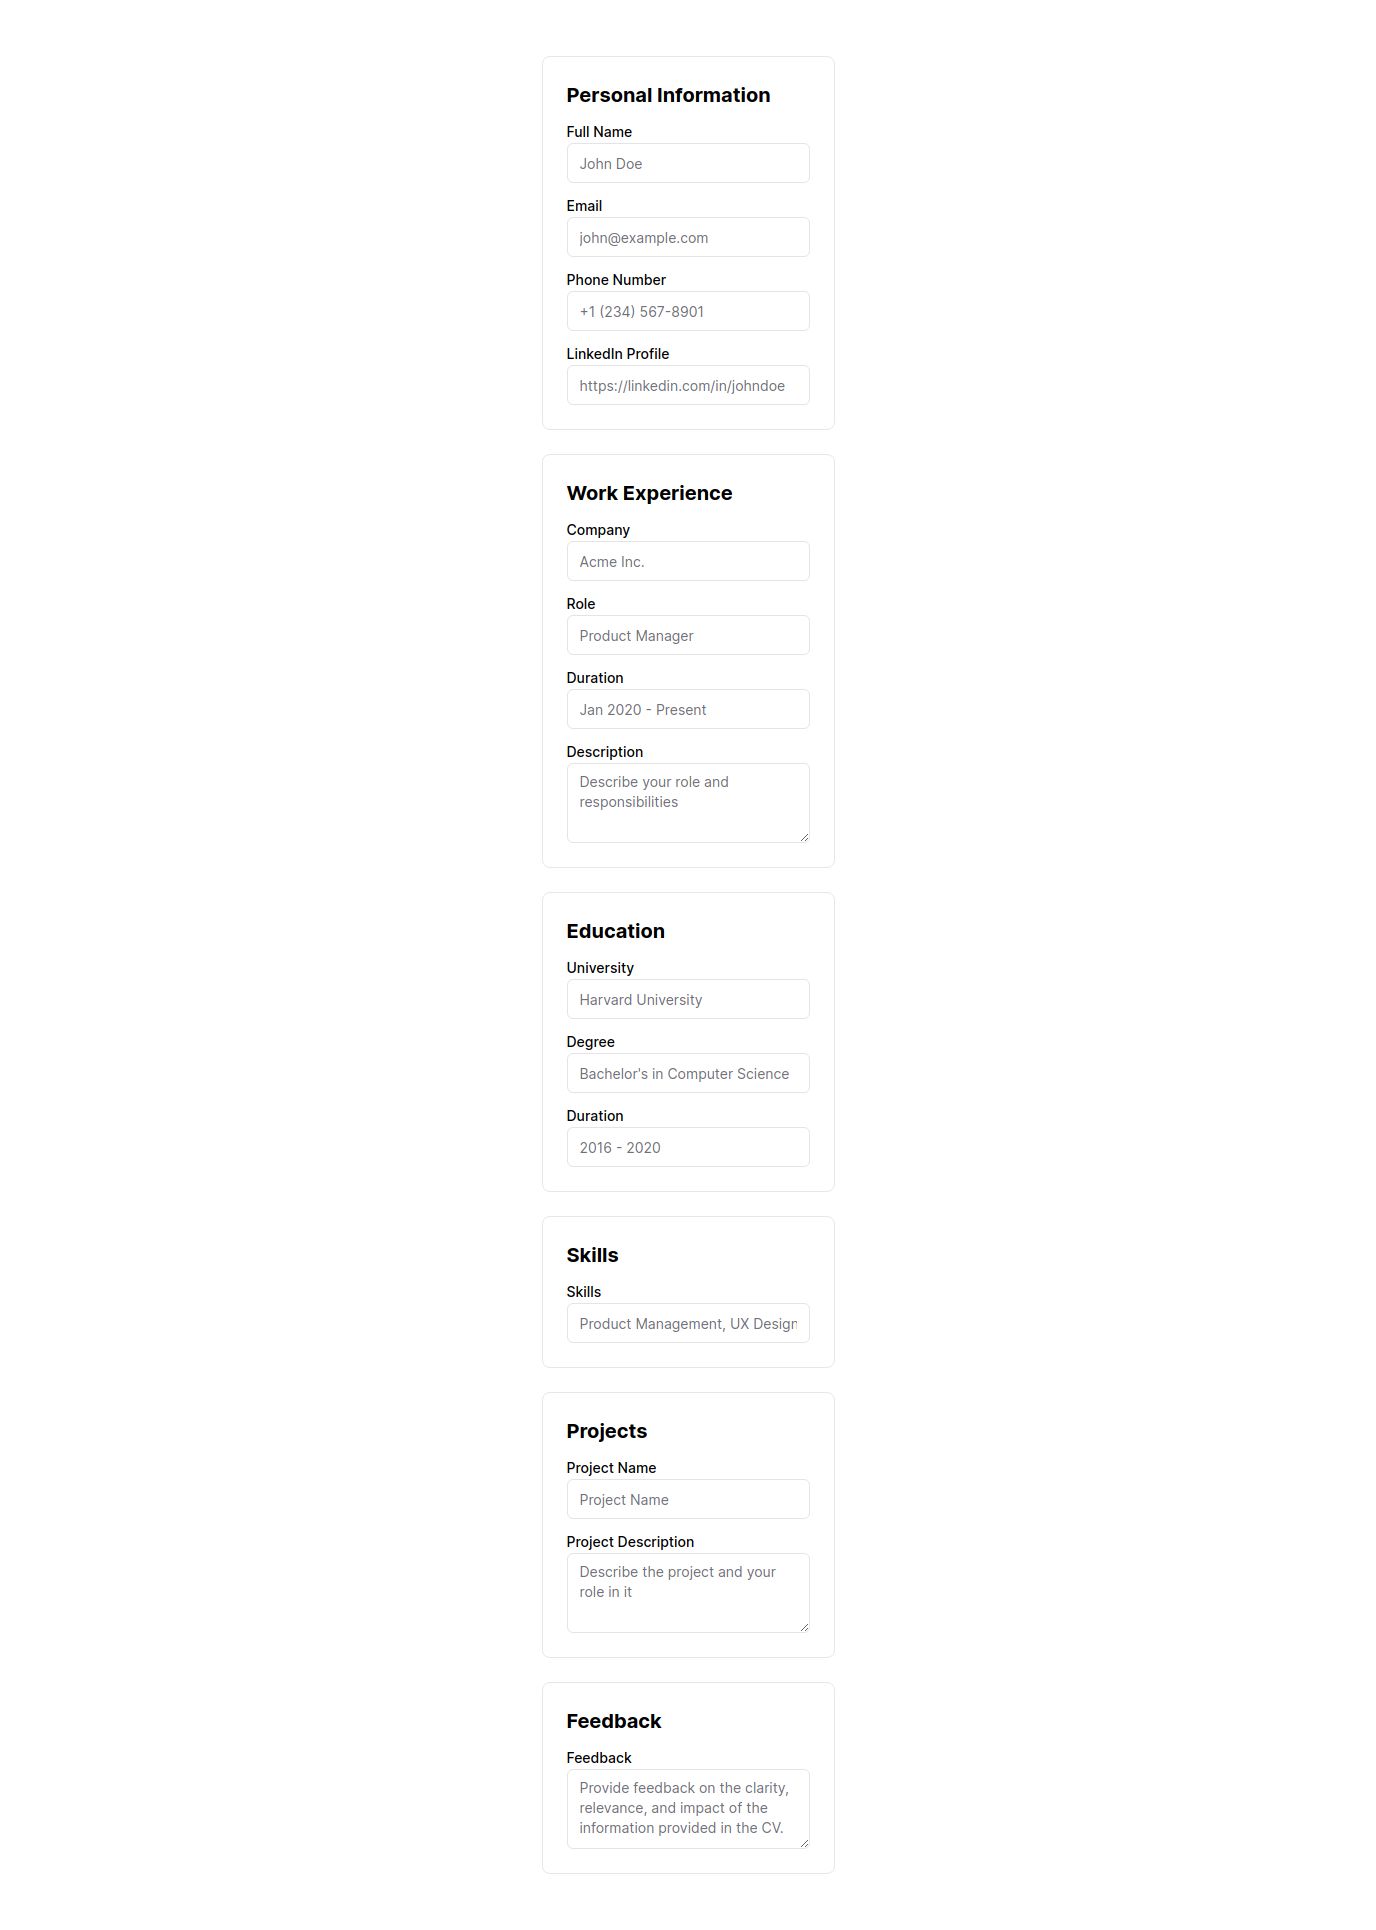 Personal Information
Full Name
John Doe
Email
john@example.com
Phone Number
+1 (234) 567-8901
LinkedIn Profile
https://linkedin.com/in/johndoe
Work Experience
Company
Acme Inc.
Role
Product Manager
Duration
Jan 2020 - Present
Description
Describe your role and
responsibilities
Education
University
Harvard University
Degree
Bachelor's in Computer Science
Duration
2016 - 2020
Skills
Skills
Product Management, UX Design
Projects
Project Name
Project Name
Project Description
Describe the project and your
role in it
Feedback
Feedback
Provide feedback on the clarity,
relevance, and impact of the
information provided in the CV.